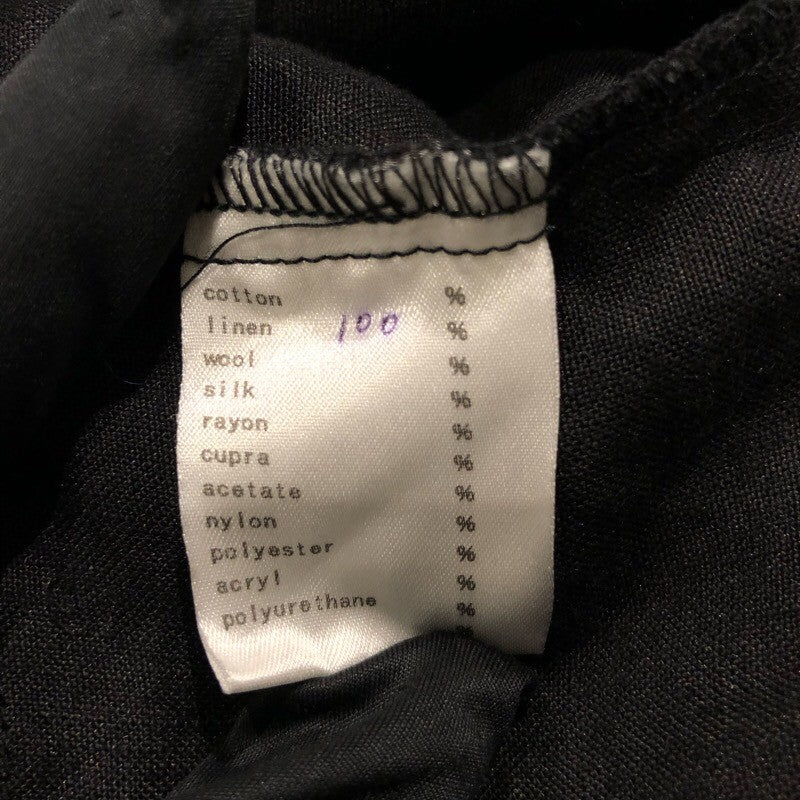 cotton %
linen 100 %
wool %
silk %
rayon %
cupra %
acetate %
nylon %
polyester %
acryl %
polyurethane %